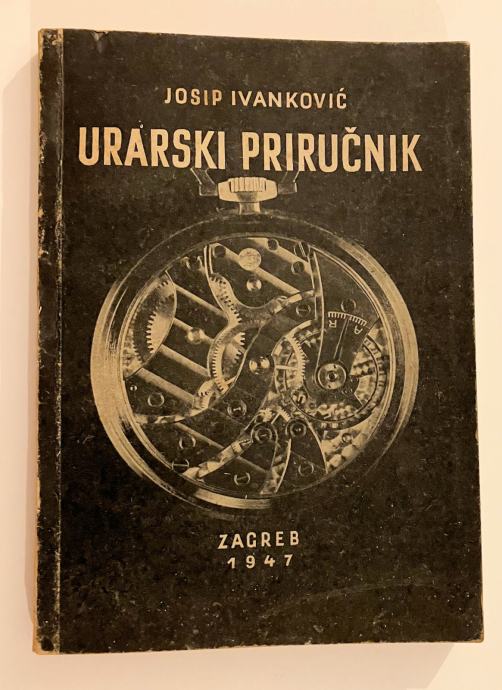 JOSIP IVANKOVIĆ
URARSKI PRIRUČNIK
A R
ZAGREB
1947